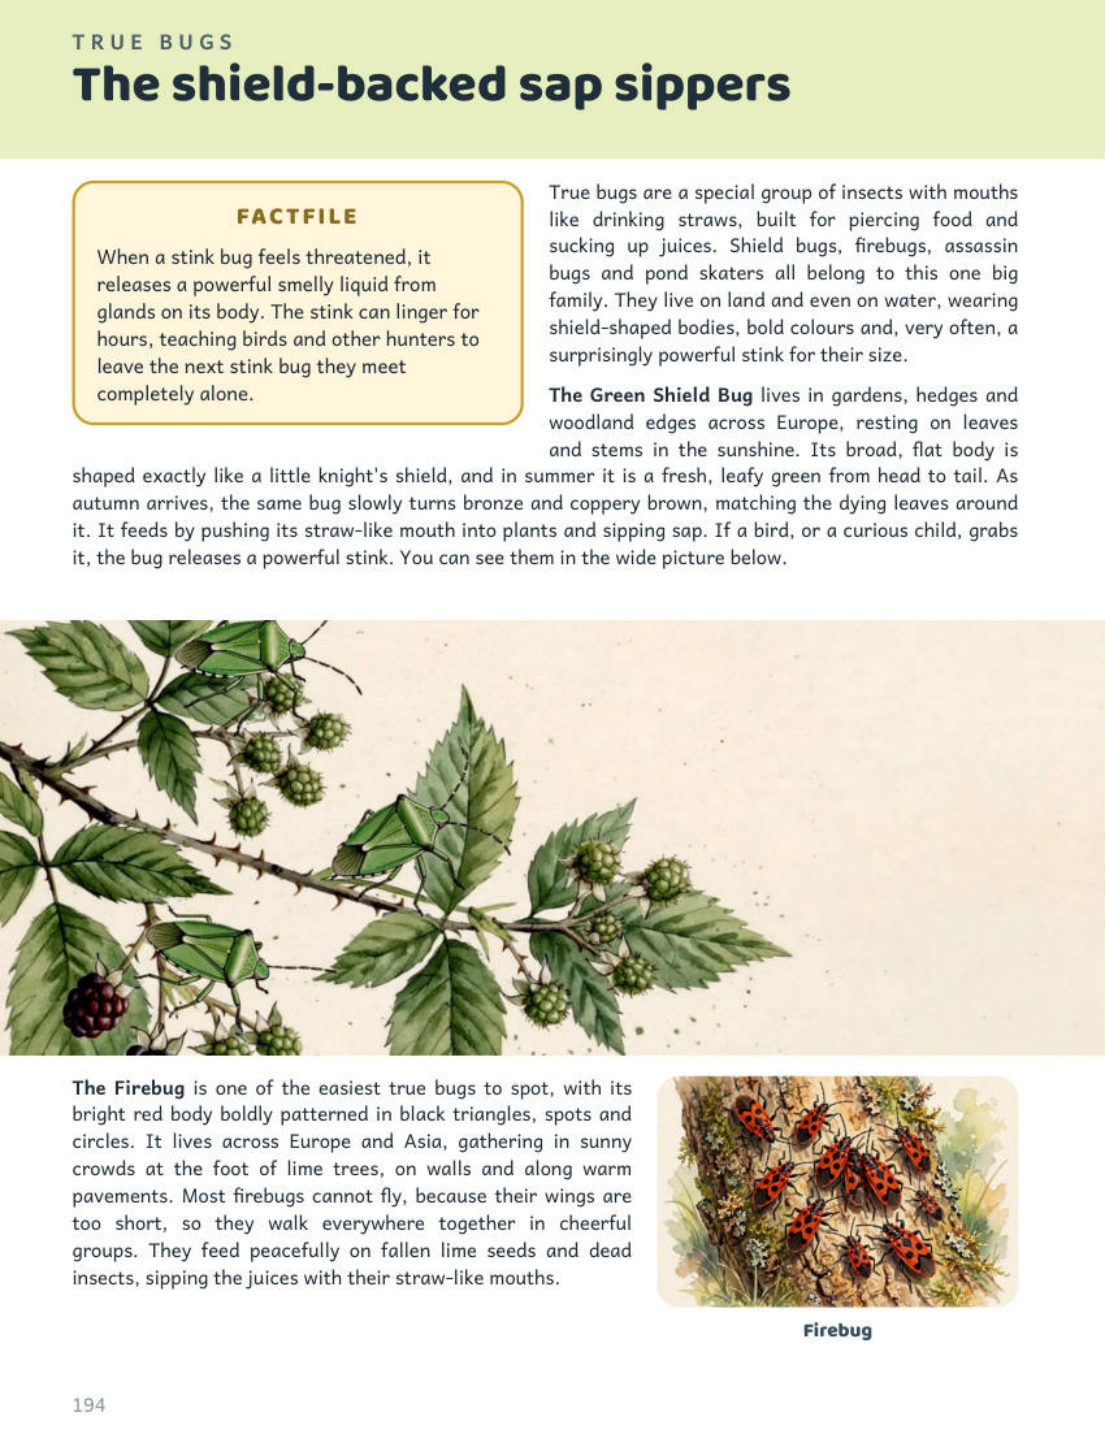 TRUE BUGS
The shield-backed sap sippers
FACTFILE
When a stink bug feels threatened, it
releases a powerful smelly liquid from
glands on its body. The stink can linger for
hours, teaching birds and other hunters to
leave the next stink bug they meet
completely alone.
True bugs are a special group of insects with mouths
like drinking straws, built for piercing food and
sucking up juices. Shield bugs, firebugs, assassin
bugs and pond skaters all belong to this one big
family. They live on land and even on water, wearing
shield-shaped bodies, bold colours and, very often, a
surprisingly powerful stink for their size.
The Green Shield Bug lives in gardens, hedges and
woodland edges across Europe, resting on leaves
and stems in the sunshine. Its broad, flat body is
shaped exactly like a little knight's shield, and in summer it is a fresh, leafy green from head to tail. As
autumn arrives, the same bug slowly turns bronze and coppery brown, matching the dying leaves around
it. It feeds by pushing its straw-like mouth into plants and sipping sap. If a bird, or a curious child, grabs
it, the bug releases a powerful stink. You can see them in the wide picture below.
The Firebug is one of the easiest true bugs to spot, with its
bright red body boldly patterned in black triangles, spots and
circles. It lives across Europe and Asia, gathering in sunny
crowds at the foot of lime trees, on walls and along warm
pavements. Most firebugs cannot fly, because their wings are
too short, so they walk everywhere together in cheerful
groups. They feed peacefully on fallen lime seeds and dead
insects, sipping the juices with their straw-like mouths.
Firebug
194